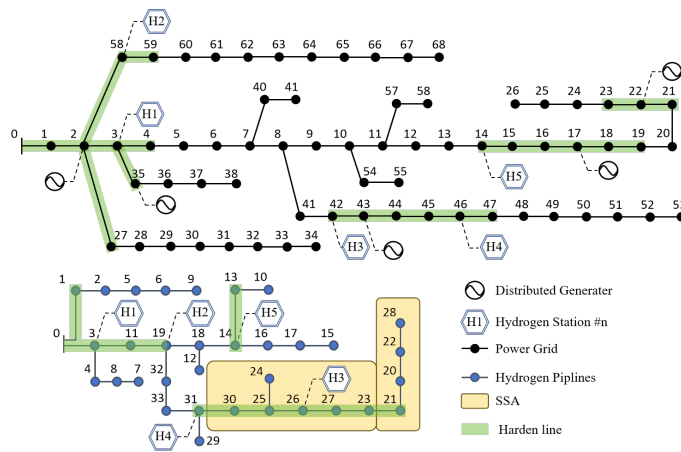 H2
58 59 60 61 62 63 64 65 66 67 68
40 41
57 58
26 25 24 23 22 21
H1
0 1 2 3 4 5 6 7 8 9 10 11 12 13 14 15 16 17 18 19 20
35 36 37 38
54 55
H5
27 28 29 30 31 32 33 34
41 42 43 44 45 46 47 48 49 50 51 52 53
H3
H4
1 2 5 6 9
13 10
0 3 11 19 18 14 16 17 15
H1
H2
H5
12
4 8 7
32
33
28
22
20
24
H3
31 30 25 26 27 23 21
H4
29
Distributed Generater
H1 Hydrogen Station #n
Power Grid
Hydrogen Piplines
SSA
Harden line